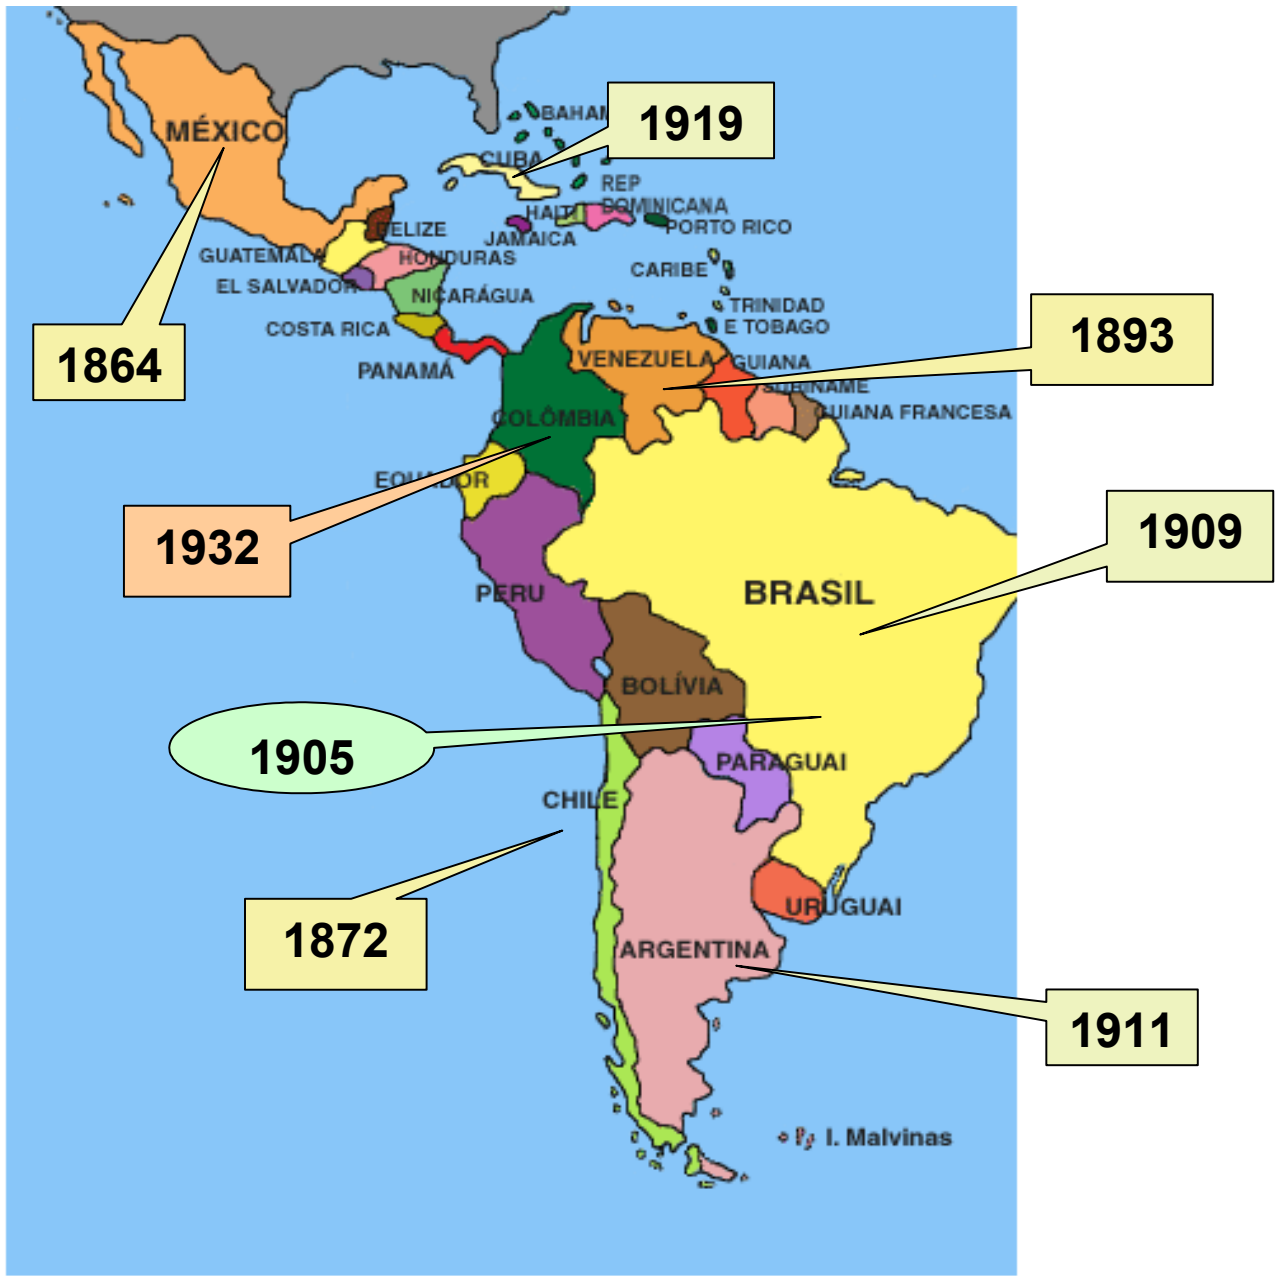 BAHAM
1919
MÉXICO
CUBA
REP
DOMINICANA
HAITI
PORTO RICO
BELIZE
JAMAICA
GUATEMALA
HONDURAS
CARIBE
EL SALVADOR
NICARÁGUA
TRINIDAD
E TOBAGO
COSTA RICA
1893
1864
PANAMÁ
VENEZUELA
GUIANA
SURINAME
GUIANA FRANCESA
COLÔMBIA
EQUADOR
1909
1932
PERU
BRASIL
BOLÍVIA
1905
PARAGUAI
CHILE
URUGUAI
1872
ARGENTINA
1911
I. Malvinas